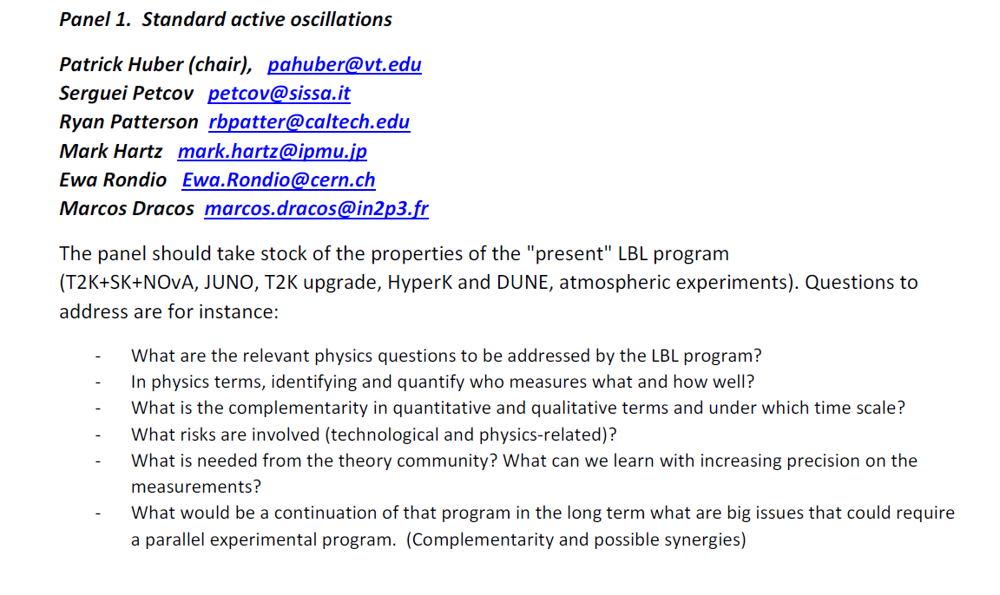 Panel 1.  Standard active oscillations
Patrick Huber (chair),   pahuber@vt.edu
Serguei Petcov   petcov@sissa.it
Ryan Patterson  rbpatter@caltech.edu
Mark Hartz   mark.hartz@ipmu.jp
Ewa Rondio   Ewa.Rondio@cern.ch
Marcos Dracos  marcos.dracos@in2p3.fr
The panel should take stock of the properties of the "present" LBL program
(T2K+SK+NOvA, JUNO, T2K upgrade, HyperK and DUNE, atmospheric experiments). Questions to
address are for instance:
- What are the relevant physics questions to be addressed by the LBL program?
- In physics terms, identifying and quantify who measures what and how well?
- What is the complementarity in quantitative and qualitative terms and under which time scale?
- What risks are involved (technological and physics-related)?
- What is needed from the theory community? What can we learn with increasing precision on the
measurements?
- What would be a continuation of that program in the long term what are big issues that could require
a parallel experimental program.  (Complementarity and possible synergies)